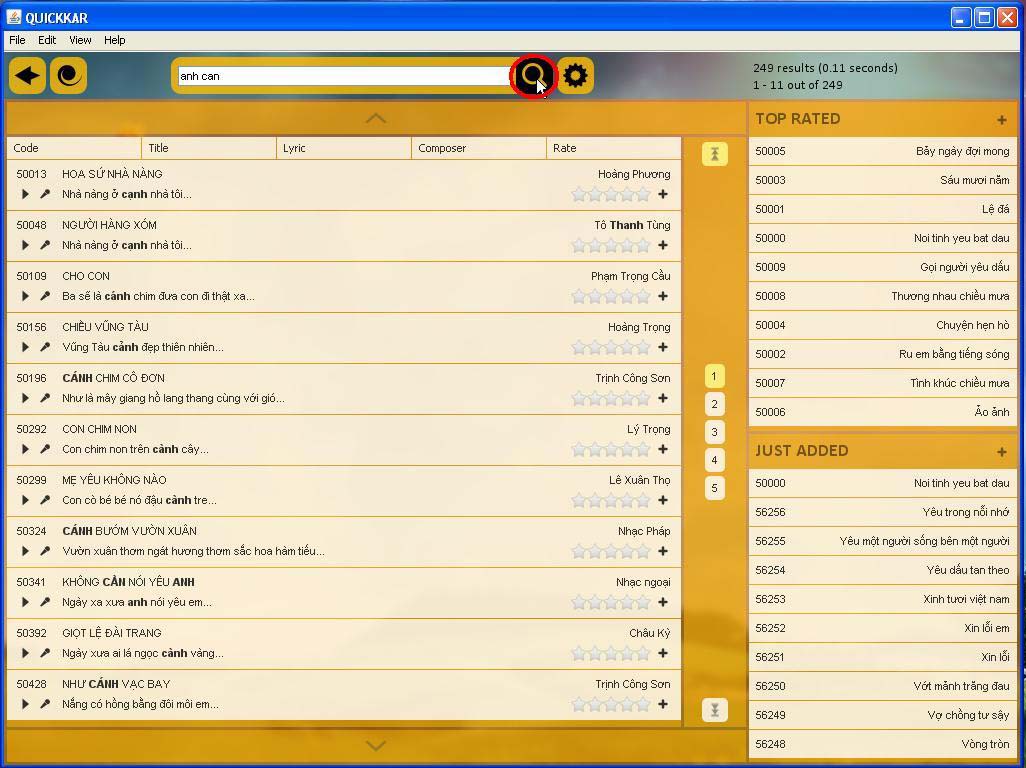 QUICKKAR
File Edit View Help
anh can
249 results (0.11 seconds)
1 - 11 out of 249
Code Title Lyric Composer Rate
50013 HOA SỨ NHÀ NÀNG Hoàng Phương
Nhà nàng ở cạnh nhà tôi...
50048 NGƯỜI HÀNG XÓM Tô Thanh Tùng
Nhà nàng ở cạnh nhà tôi...
50109 CHO CON Phạm Trọng Cầu
Ba sẽ là cánh chim đưa con đi thật xa...
50156 CHIỀU VŨNG TÀU Hoàng Trọng
Vũng Tàu cảnh đẹp thiên nhiên...
50196 CÁNH CHIM CÔ ĐƠN Trịnh Công Sơn
Như là mây giang hồ lang thang cùng với gió...
50292 CON CHIM NON Lý Trọng
Con chim non trên cành cây...
50299 MẸ YÊU KHÔNG NÀO Lê Xuân Thọ
Con cò bé bé nó đậu cành tre...
50324 CÁNH BƯỚM VƯỜN XUÂN Nhạc Pháp
Vườn xuân thơm ngát hương thơm sắc hoa hàm tiếu...
50341 KHÔNG CẦN NÓI YÊU ANH Nhạc ngoại
Ngày xa xưa anh nói yêu em...
50392 GIỌT LỆ ĐÀI TRANG Châu Kỳ
Ngày xưa ai lá ngọc cành vàng...
50428 NHƯ CÁNH VẠC BAY Trịnh Công Sơn
Nắng có hồng bằng đôi môi em...
1
2
3
4
5
TOP RATED +
50005 Bảy ngày đợi mong
50003 Sáu mươi năm
50001 Lệ đá
50000 Noi tinh yeu bat dau
50009 Gọi người yêu dấu
50008 Thương nhau chiều mưa
50004 Chuyện hẹn hò
50002 Ru em bằng tiếng sóng
50007 Tình khúc chiều mưa
50006 Ảo ảnh
JUST ADDED +
50000 Noi tinh yeu bat dau
56256 Yêu trong nỗi nhớ
56255 Yêu một người sống bên một người
56254 Yêu dấu tan theo
56253 Xinh tươi việt nam
56252 Xin lỗi em
56251 Xin lỗi
56250 Vớt mảnh trăng đau
56249 Vợ chồng tư sậy
56248 Vòng tròn